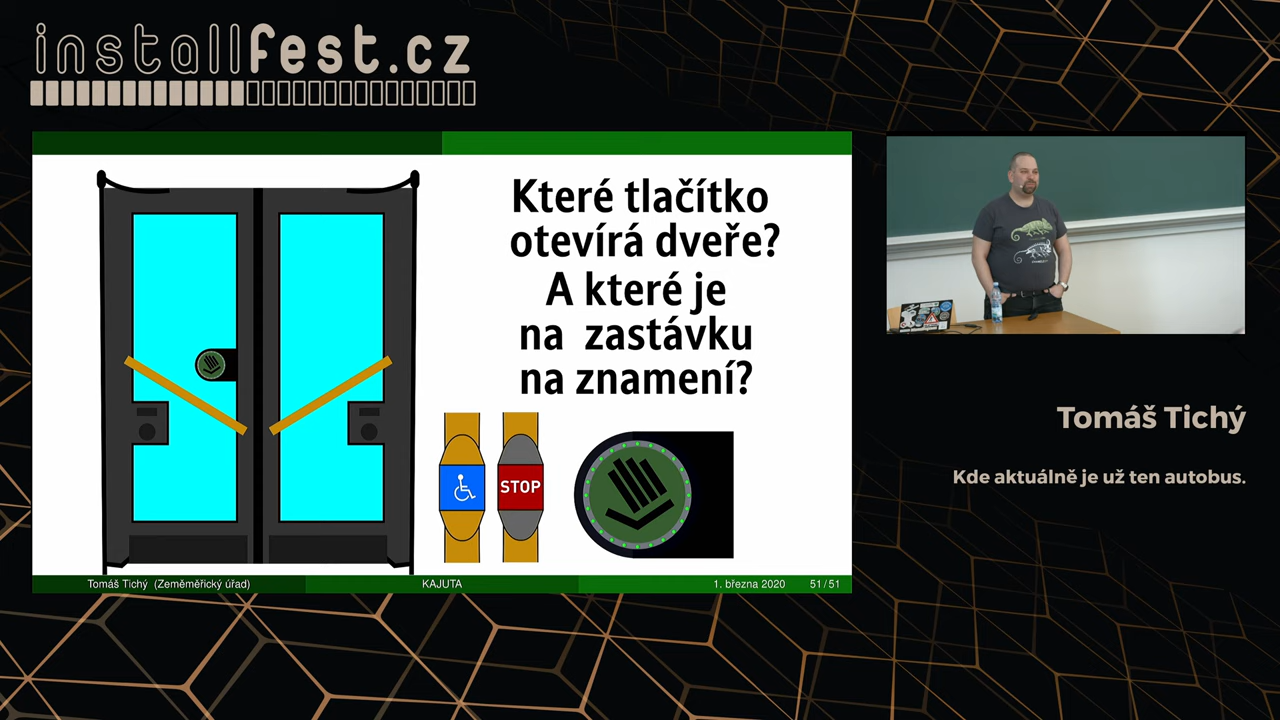 installfest.cz
Které tlačítko
otevírá dveře?
A které je
na zastávku
na znamení?
STOP
Tomáš Tichý (Zeměměřický úřad)
KAJUTA
1. března 2020
51/51
Tomáš Tichý
Kde aktuálně je už ten autobus.